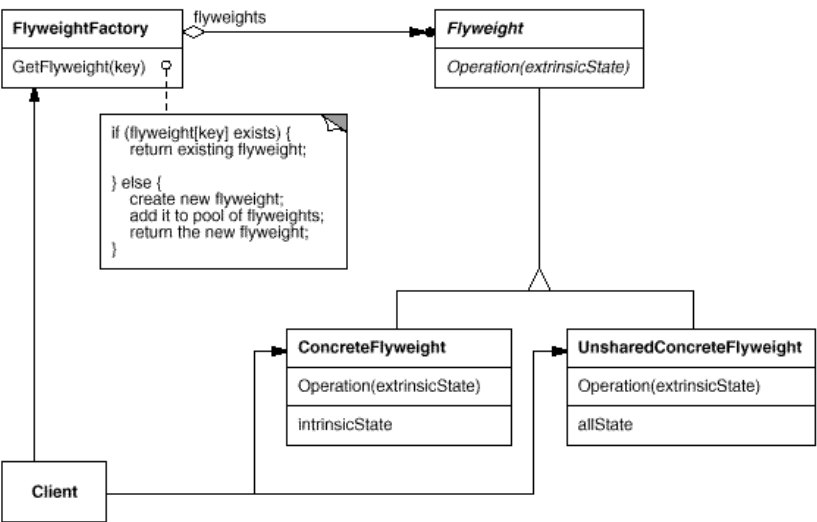 flyweights
FlyweightFactory
GetFlyweight(key)
Flyweight
Operation(extrinsicState)
if (flyweight[key] exists) {
return existing flyweight;
} else {
create new flyweight;
add it to pool of flyweights;
return the new flyweight;
}
ConcreteFlyweight
Operation(extrinsicState)
intrinsicState
UnsharedConcreteFlyweight
Operation(extrinsicState)
allState
Client